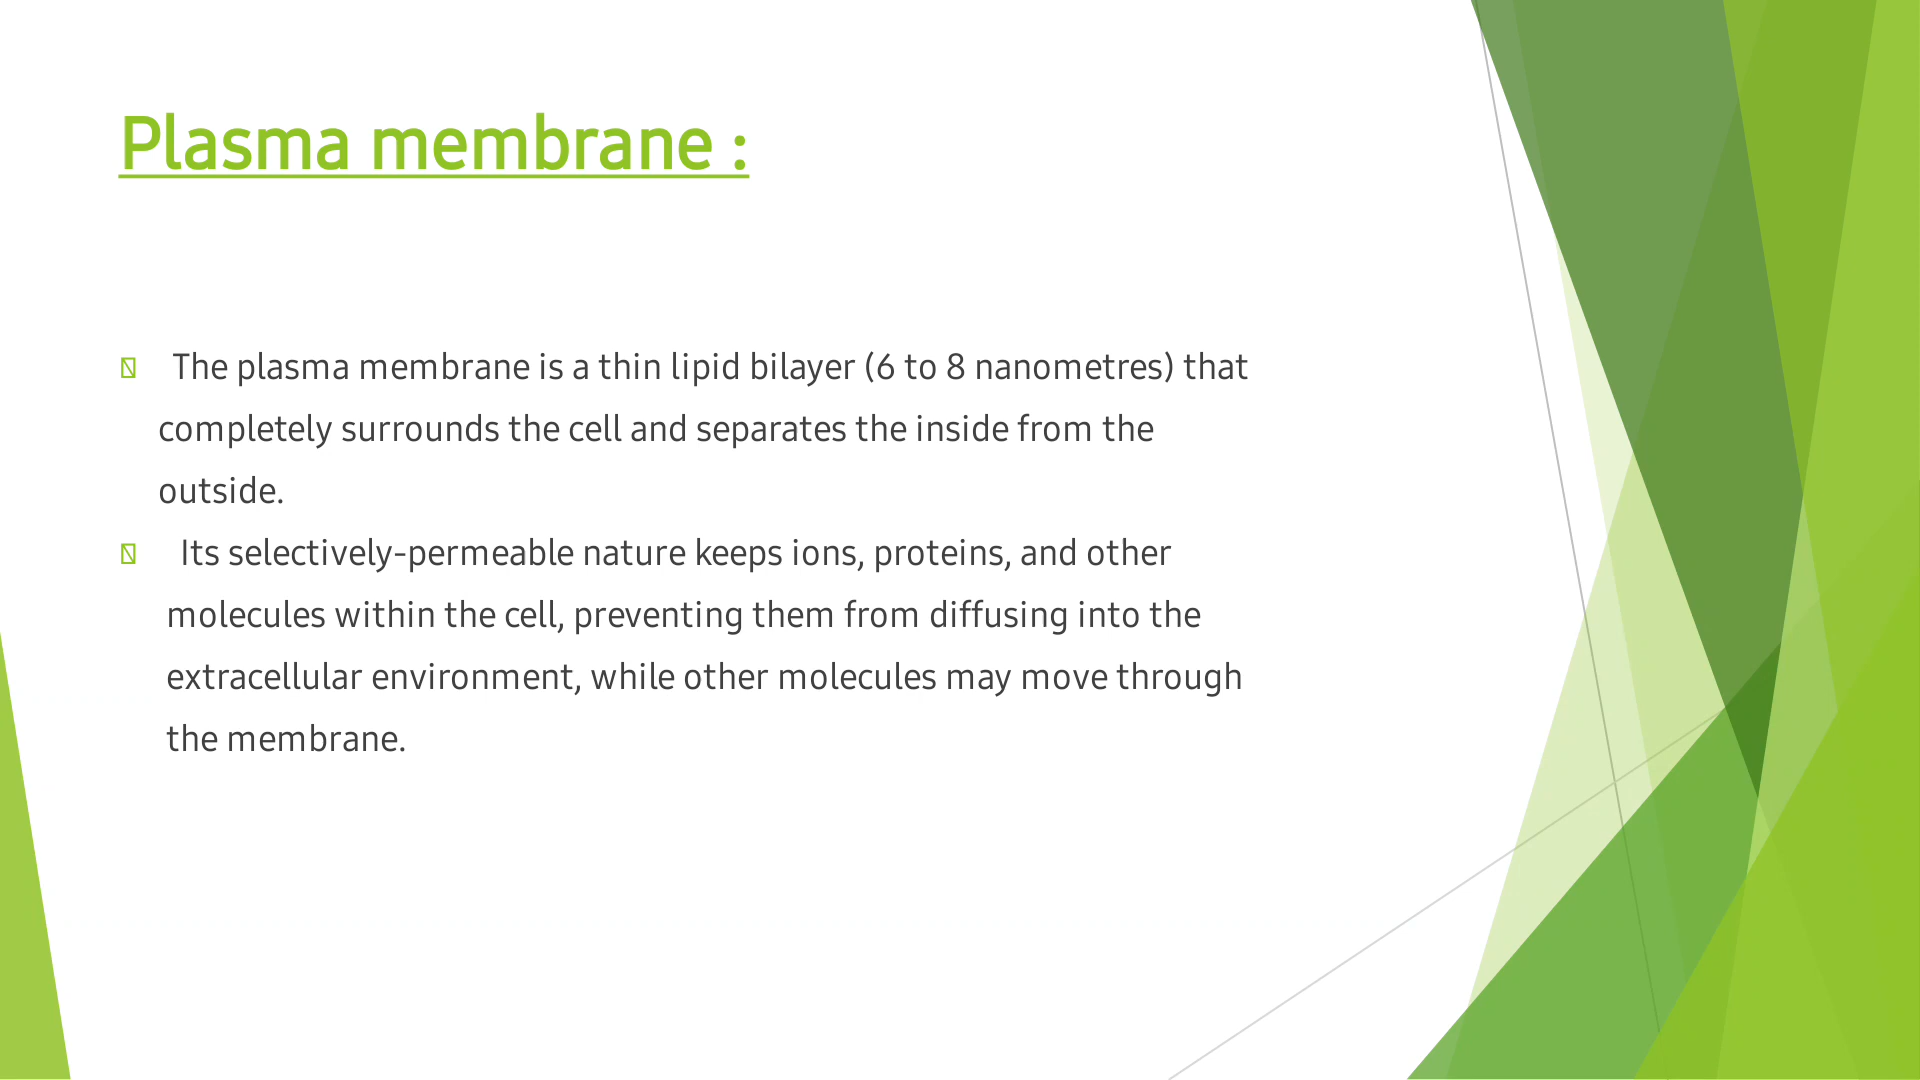 Plasma membrane :
The plasma membrane is a thin lipid bilayer (6 to 8 nanometres) that
completely surrounds the cell and separates the inside from the
outside.
Its selectively-permeable nature keeps ions, proteins, and other
molecules within the cell, preventing them from diffusing into the
extracellular environment, while other molecules may move through
the membrane.